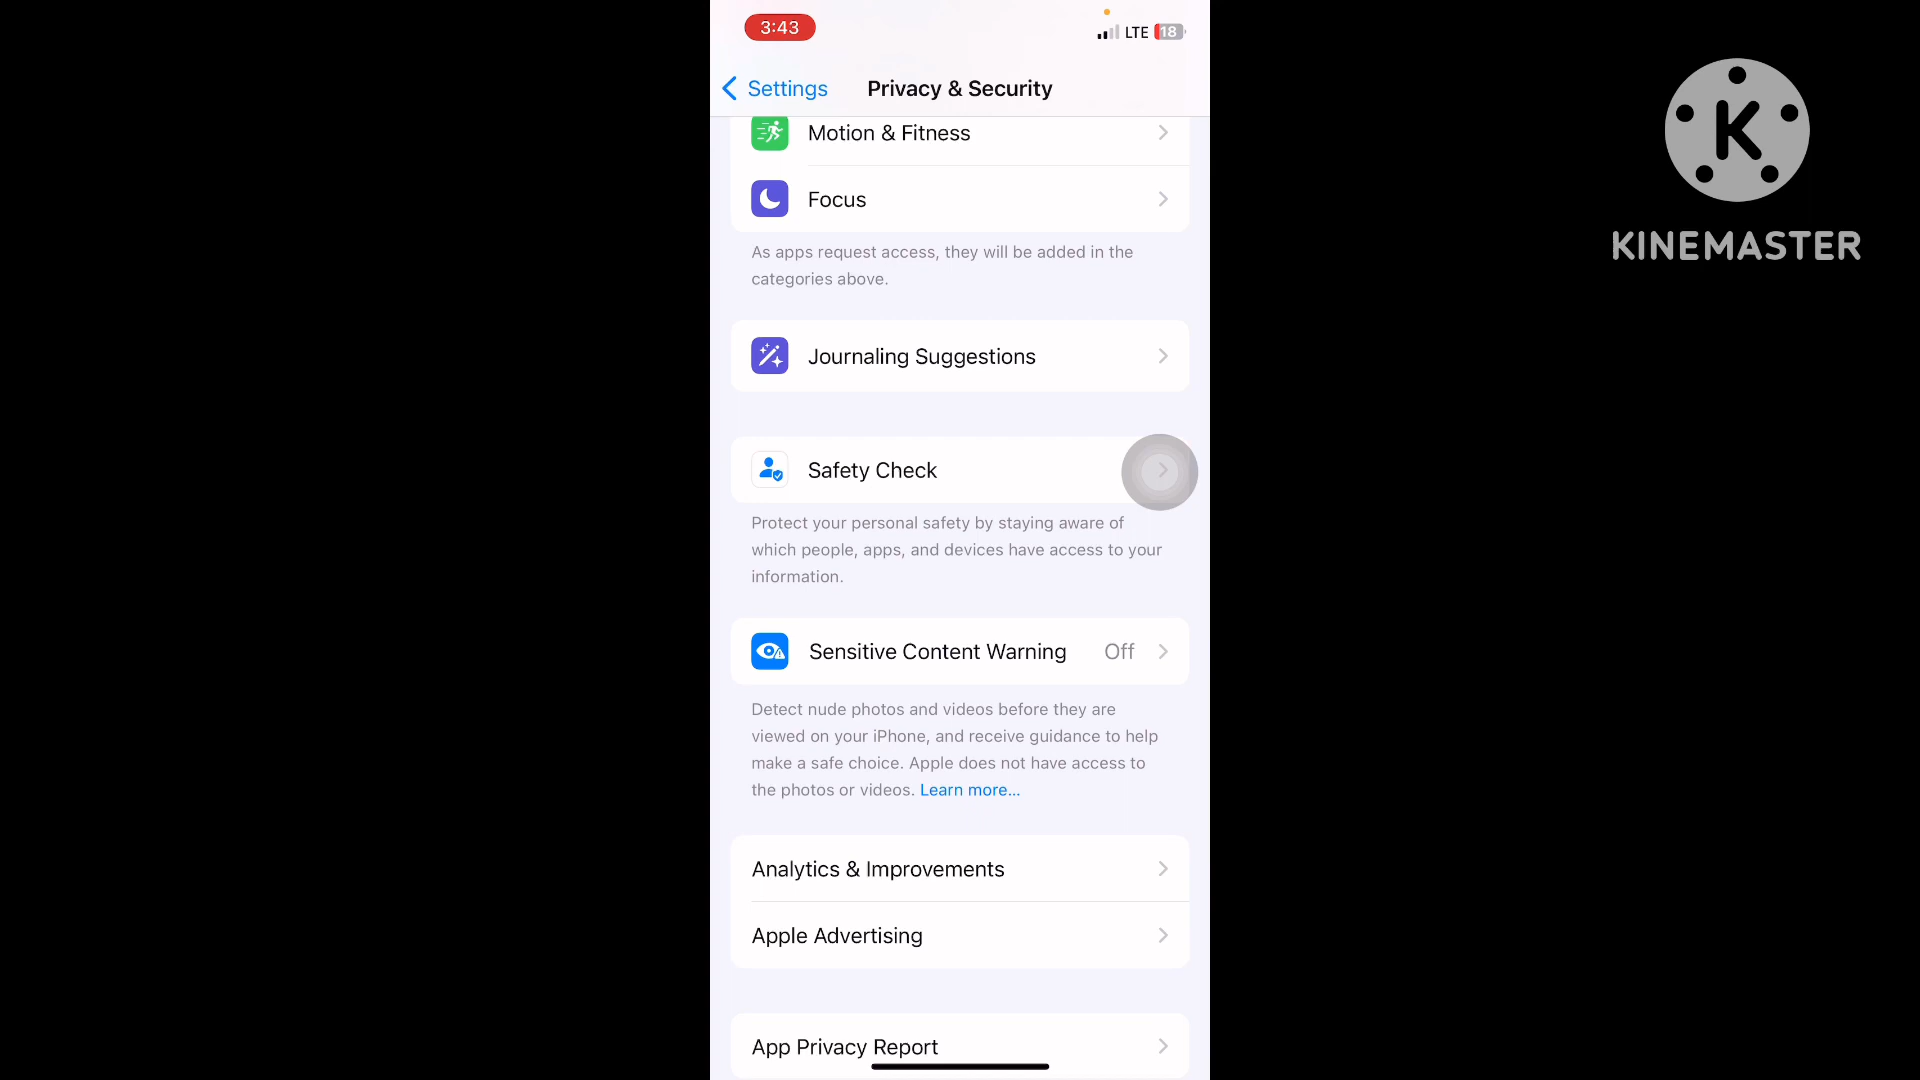 3:43
LTE 18
Settings
Privacy & Security
Motion & Fitness
Focus
As apps request access, they will be added in the
categories above.
Journaling Suggestions
Safety Check
Protect your personal safety by staying aware of
which people, apps, and devices have access to your
information.
Sensitive Content Warning Off
Detect nude photos and videos before they are
viewed on your iPhone, and receive guidance to help
make a safe choice. Apple does not have access to
the photos or videos. Learn more...
Analytics & Improvements
Apple Advertising
App Privacy Report
K
KINEMASTER